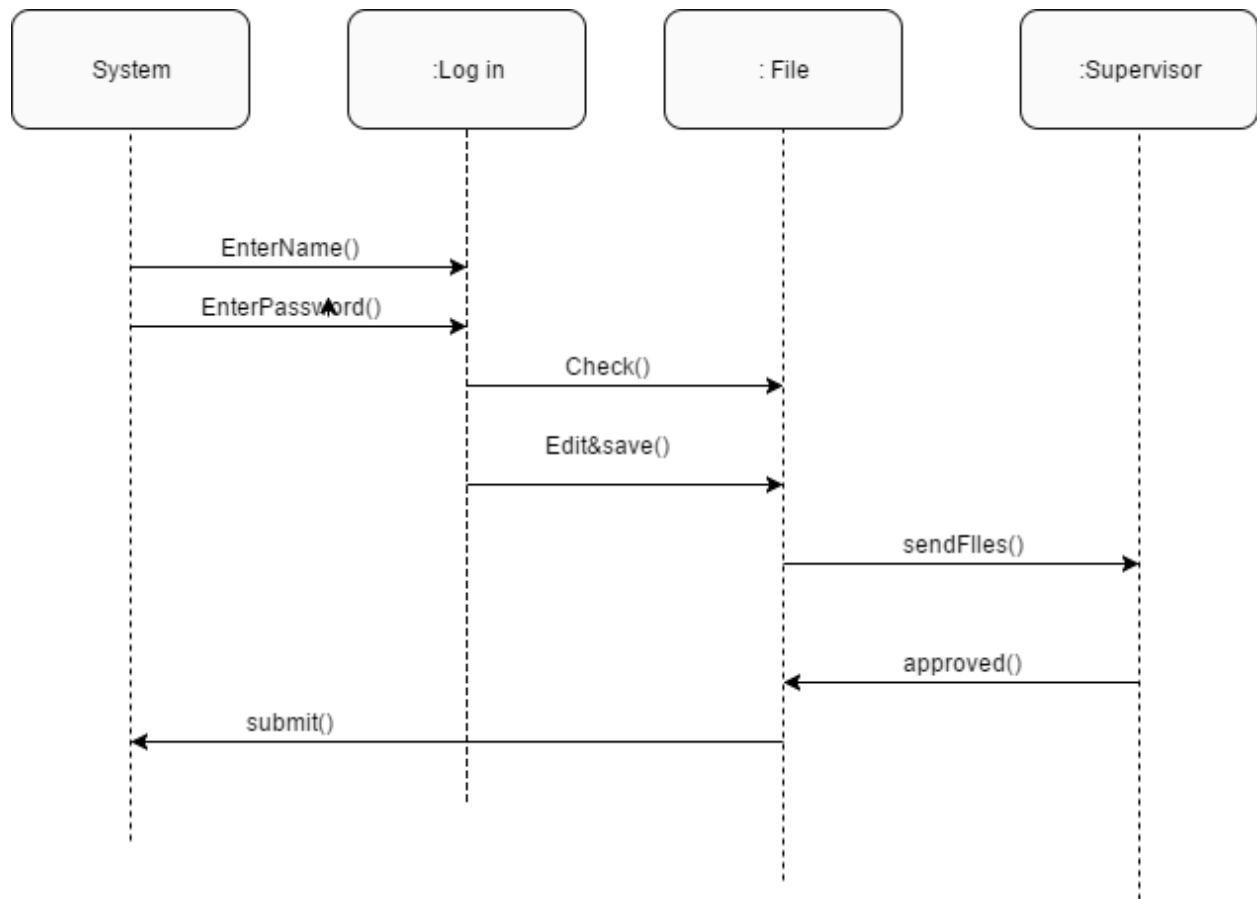 System
:Log in
: File
:Supervisor
EnterName()
EnterPassword()
Check()
Edit&save()
sendFIles()
approved()
submit()